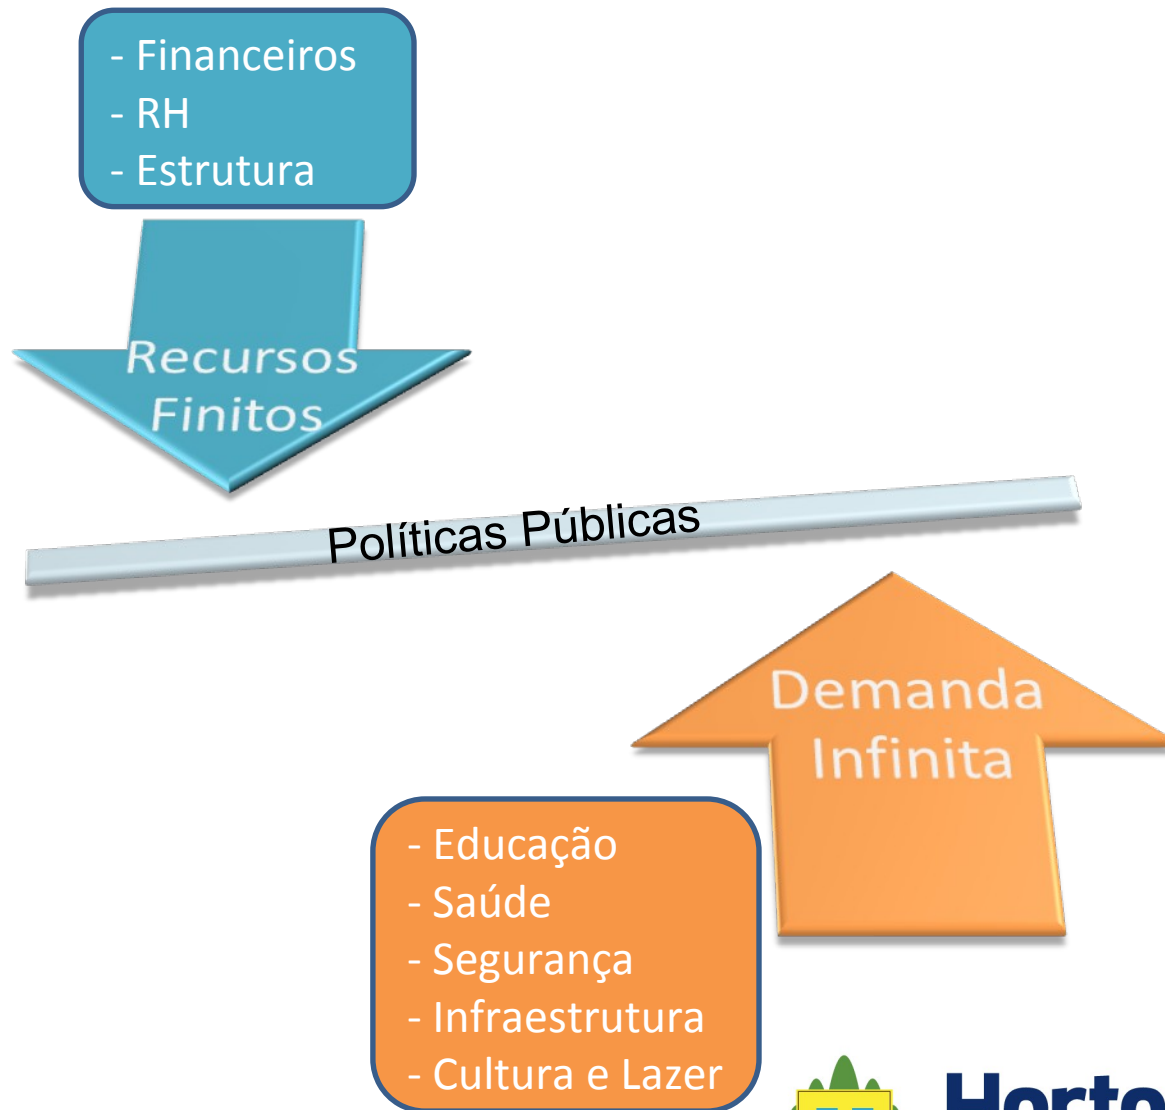 - Financeiros
- RH
- Estrutura
Recursos
Finitos
Políticas Públicas
Demanda
Infinita
- Educação
- Saúde
- Segurança
- Infraestrutura
- Cultura e Lazer